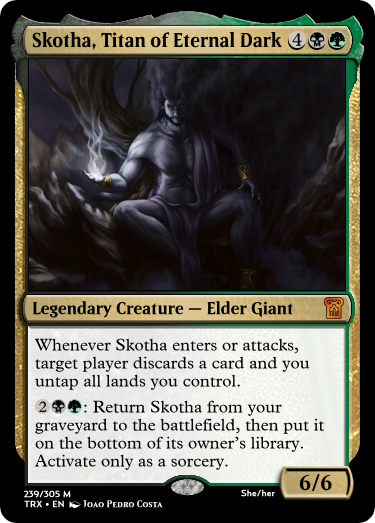 Skotha, Titan of Eternal Dark 4
Legendary Creature — Elder Giant
Whenever Skotha enters or attacks,
target player discards a card and you
untap all lands you control.
2: Return Skotha from your
graveyard to the battlefield, then put it
on the bottom of its owner's library.
Activate only as a sorcery.
6/6
239/305 M
She/her
TRX • EN Joao Pedro Costa